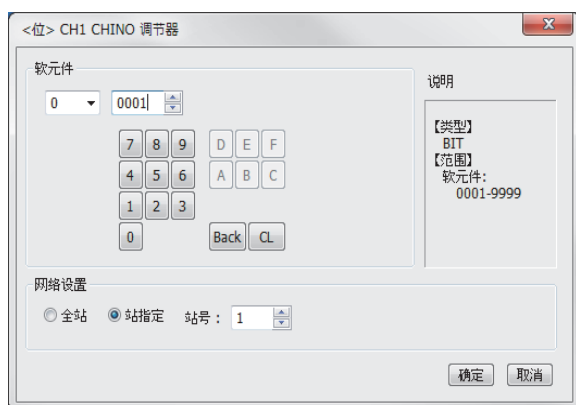 <位> CH1 CHINO 调节器
软元件
0 0001
7 8 9 D E F
4 5 6 A B C
1 2 3
0 Back CL
说明
【类型】
BIT
【范围】
软元件:
0001-9999
网络设置
全站 站指定 站号： 1
确定 取消